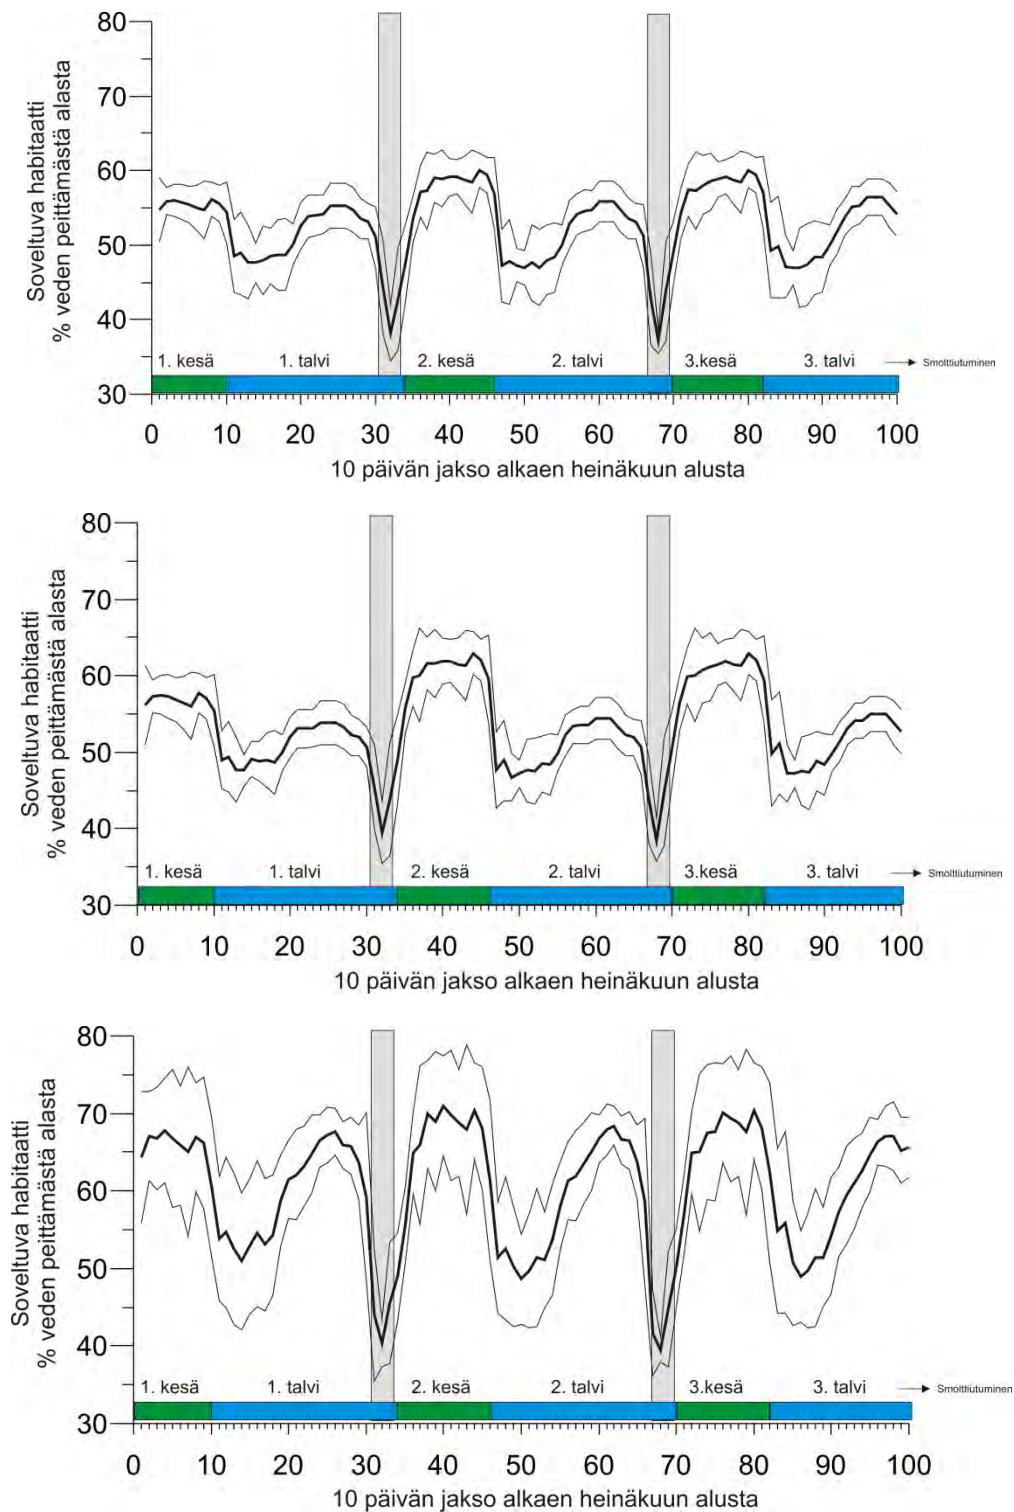 Soveltuva habitaatti
% veden peittämästä alasta
80
70
60
50
40
30
1. kesä 1. talvi 2. kesä 2. talvi 3.kesä 3. talvi Smolttiutuminen
0 10 20 30 40 50 60 70 80 90 100
10 päivän jakso alkaen heinäkuun alusta
Soveltuva habitaatti
% veden peittämästä alasta
80
70
60
50
40
30
1. kesä 1. talvi 2. kesä 2. talvi 3.kesä 3. talvi Smolttiutuminen
0 10 20 30 40 50 60 70 80 90 100
10 päivän jakso alkaen heinäkuun alusta
Soveltuva habitaatti
% veden peittämästä alasta
80
70
60
50
40
30
1. kesä 1. talvi 2. kesä 2. talvi 3.kesä 3. talvi Smolttiutuminen
0 10 20 30 40 50 60 70 80 90 100
10 päivän jakso alkaen heinäkuun alusta